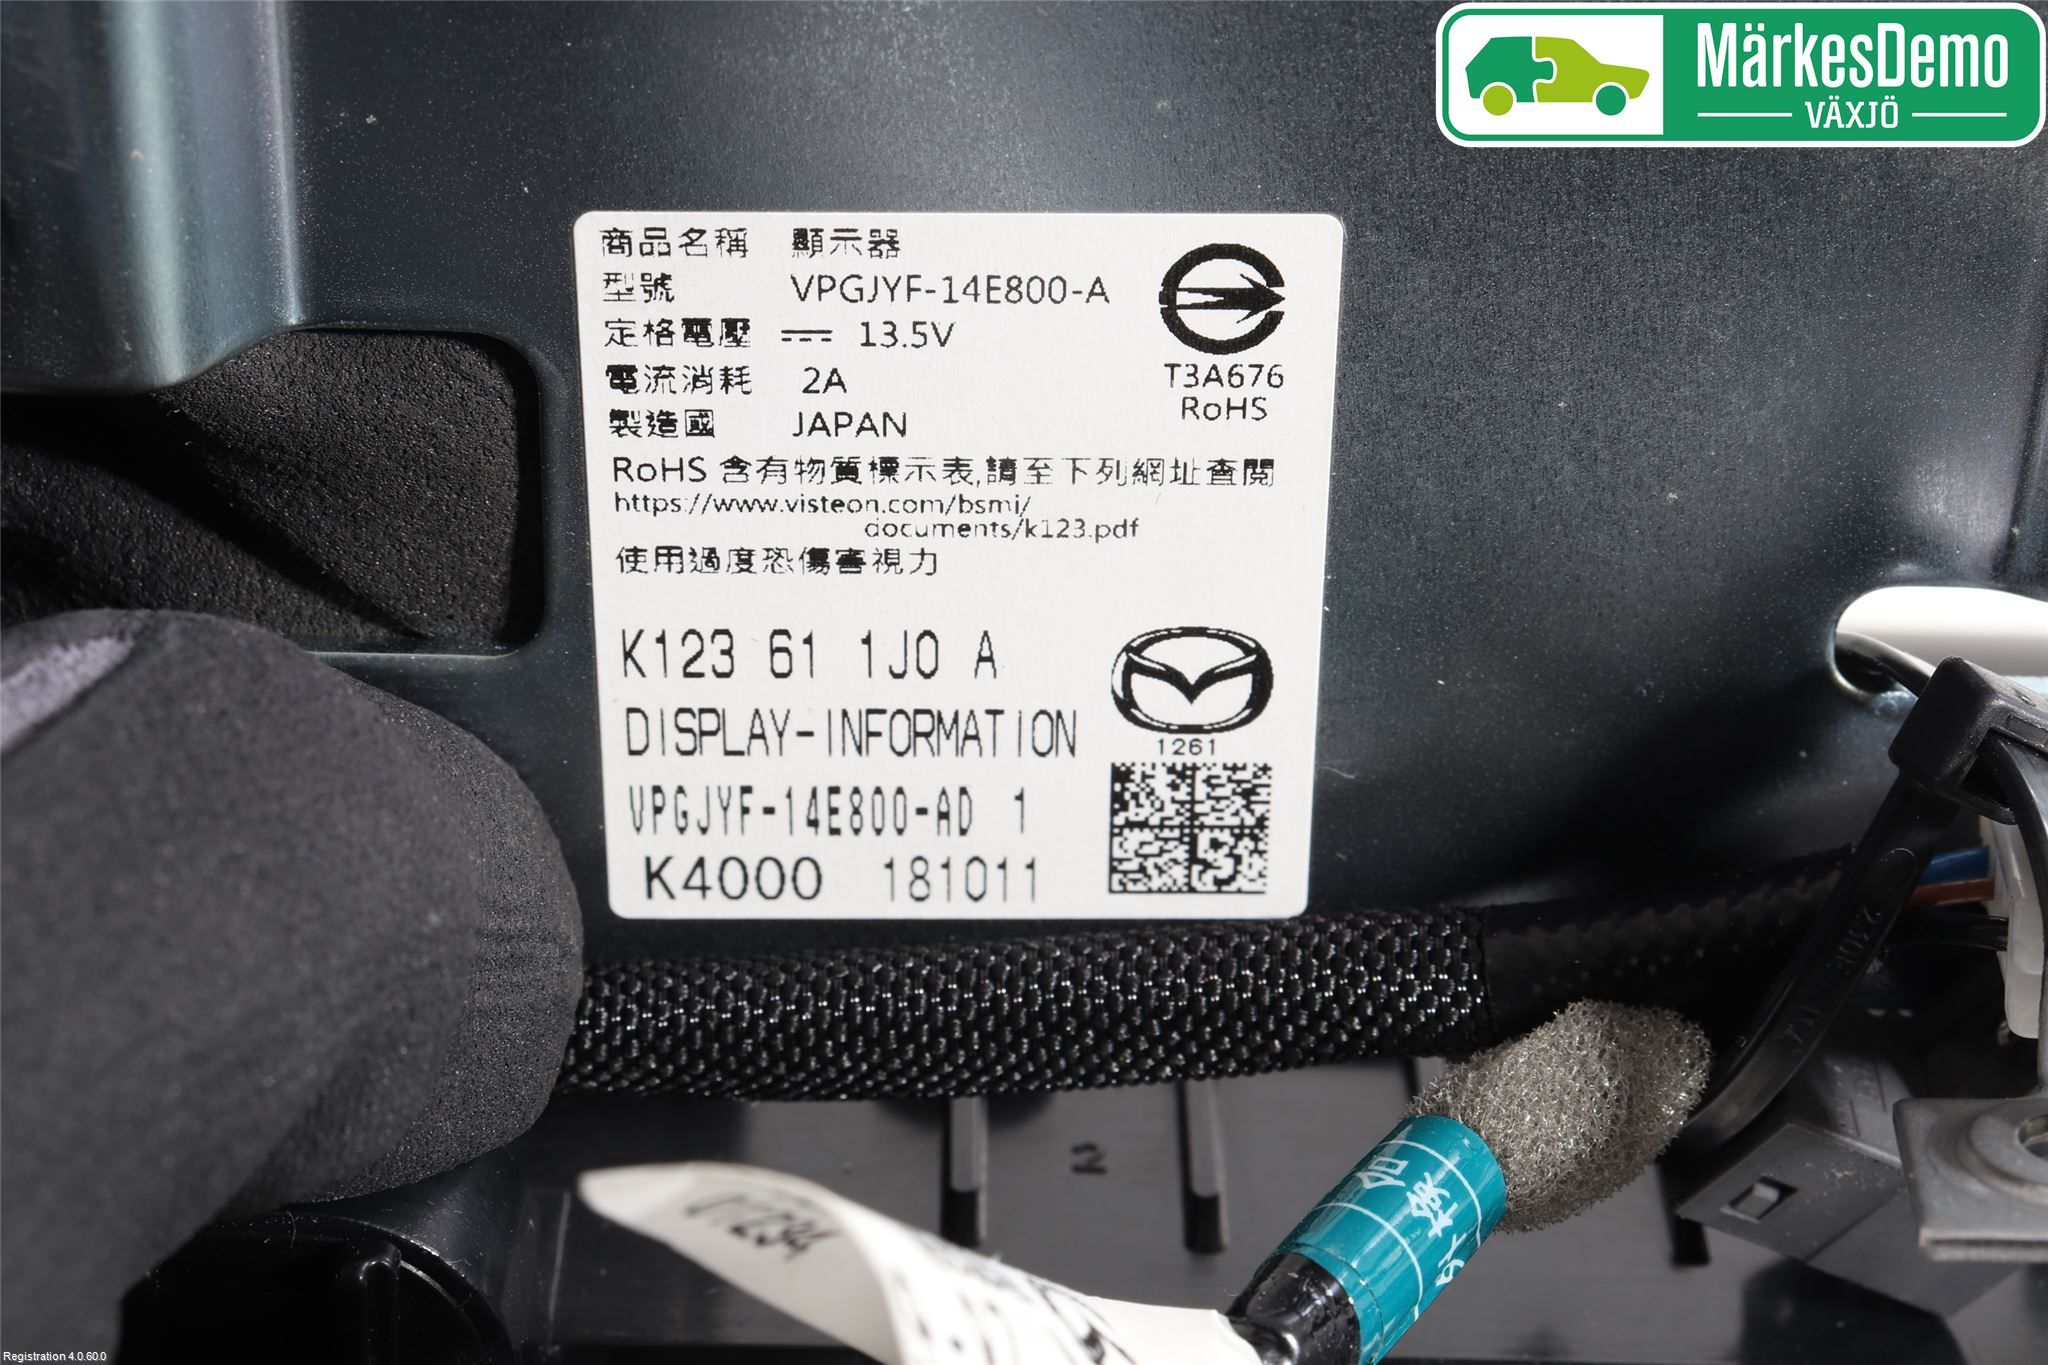 MärkesDemo
VÄXJÖ
商品名稱 顯示器
型號 VPGJYF-14E800-A
定格電壓 13.5V
電流消耗 2A
製造國 JAPAN
T3A676
RoHS
RoHS 含有物質標示表,請至下列網址查閱
https://www.visteon.com/bsmi/
documents/k123.pdf
使用過度恐傷害視力
K123 61 1J0 A
DISPLAY-INFORMATION
1261
VPGJYF-14E800-AD 1
K4000 181011
2
Registration 4.0.60.0